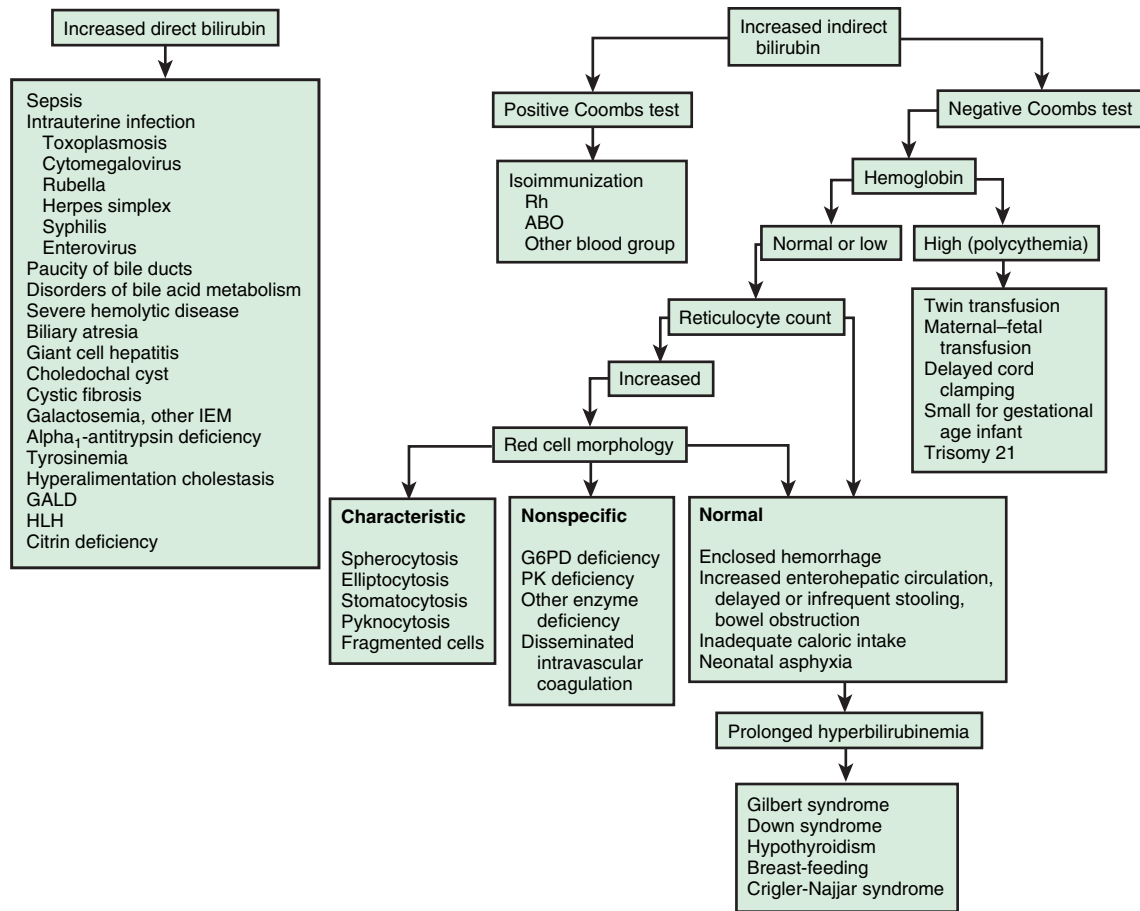 Increased direct bilirubin
Sepsis
Intrauterine infection
Toxoplasmosis
Cytomegalovirus
Rubella
Herpes simplex
Syphilis
Enterovirus
Paucity of bile ducts
Disorders of bile acid metabolism
Severe hemolytic disease
Biliary atresia
Giant cell hepatitis
Choledochal cyst
Cystic fibrosis
Galactosemia, other IEM
Alpha₁-antitrypsin deficiency
Tyrosinemia
Hyperalimentation cholestasis
GALD
HLH
Citrin deficiency
Increased indirect
bilirubin
Positive Coombs test
Isoimmunization
Rh
ABO
Other blood group
Negative Coombs test
Hemoglobin
Normal or low
High (polycythemia)
Twin transfusion
Maternal–fetal
transfusion
Delayed cord
clamping
Small for gestational
age infant
Trisomy 21
Reticulocyte count
Increased
Red cell morphology
Characteristic
Spherocytosis
Elliptocytosis
Stomatocytosis
Pyknocytosis
Fragmented cells
Nonspecific
G6PD deficiency
PK deficiency
Other enzyme
deficiency
Disseminated
intravascular
coagulation
Normal
Enclosed hemorrhage
Increased enterohepatic circulation,
delayed or infrequent stooling,
bowel obstruction
Inadequate caloric intake
Neonatal asphyxia
Prolonged hyperbilirubinemia
Gilbert syndrome
Down syndrome
Hypothyroidism
Breast-feeding
Crigler-Najjar syndrome